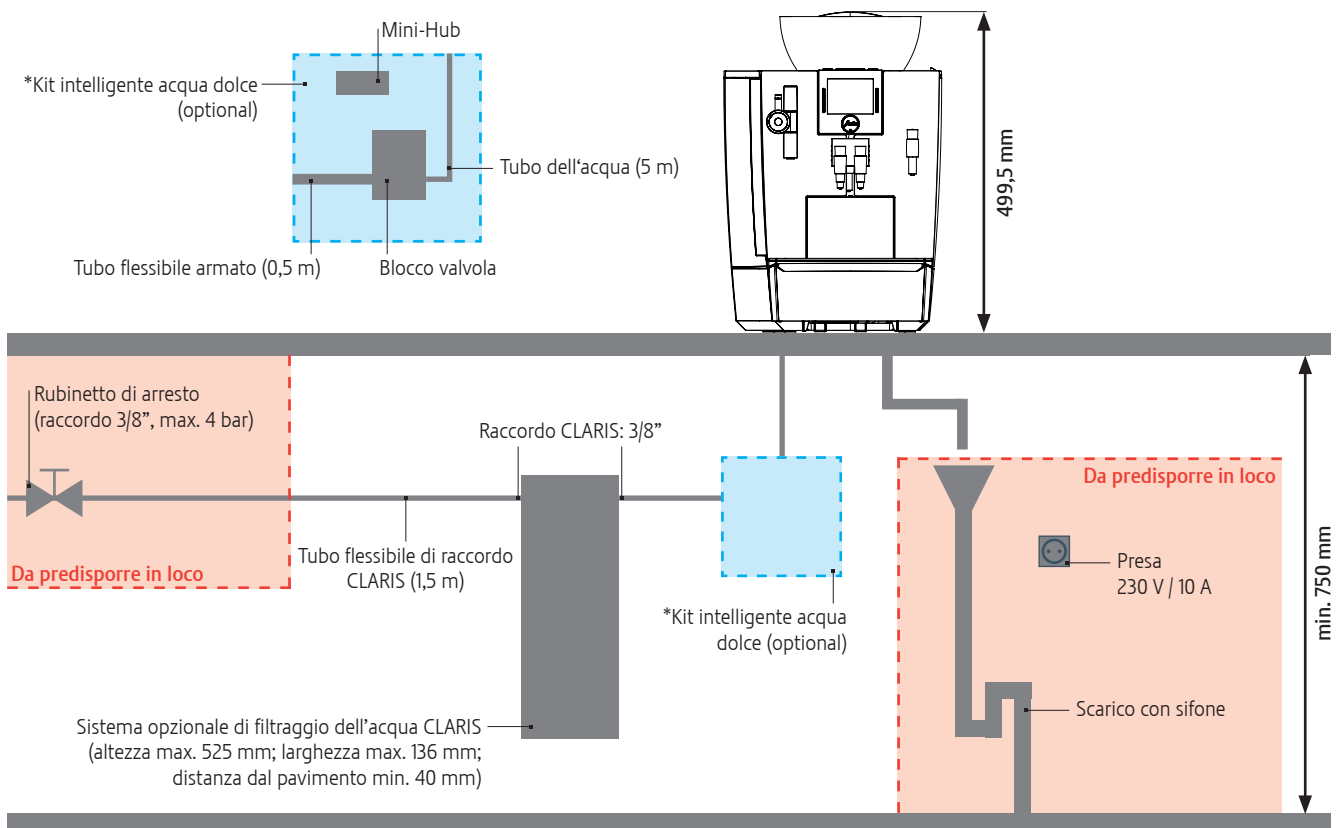 Mini-Hub
*Kit intelligente acqua dolce
(optional)
Tubo dell‘acqua (5 m)
Tubo flessibile armato (0,5 m)
Blocco valvola
499,5 mm
Rubinetto di arresto
(raccordo 3/8”, max. 4 bar)
Raccordo CLARIS: 3/8”
Da predisporre in loco
Tubo flessibile di raccordo
CLARIS (1,5 m)
Da predisporre in loco
Presa
230 V / 10 A
min. 750 mm
*Kit intelligente acqua
dolce (optional)
Scarico con sifone
Sistema opzionale di filtraggio dell’acqua CLARIS
(altezza max. 525 mm; larghezza max. 136 mm;
distanza dal pavimento min. 40 mm)